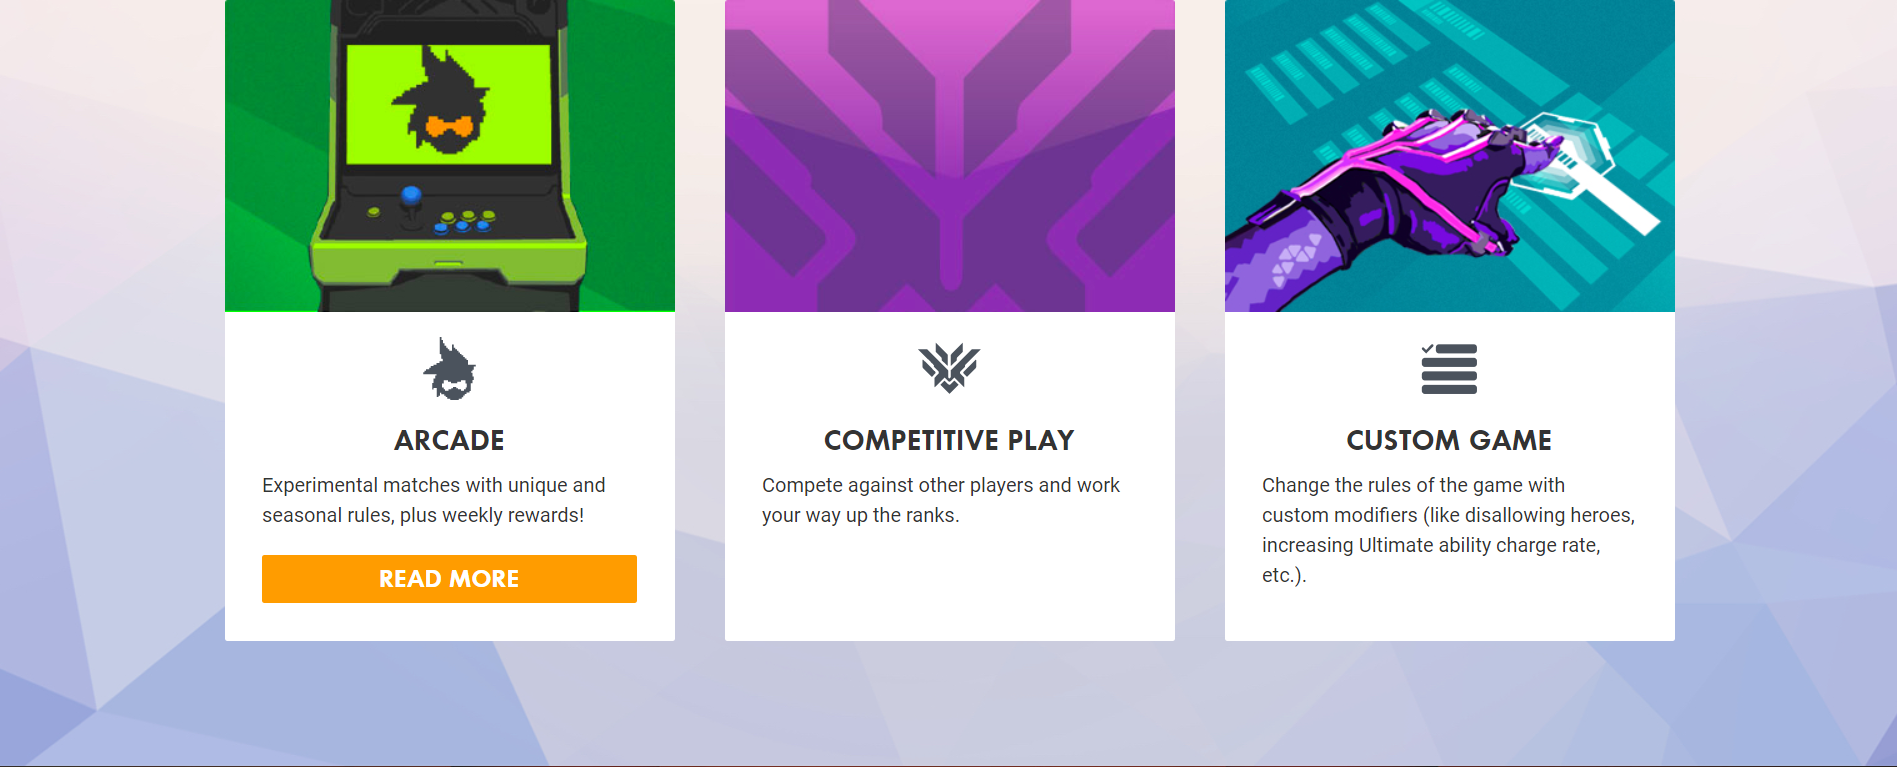 ARCADE
Experimental matches with unique and
seasonal rules, plus weekly rewards!
READ MORE
COMPETITIVE PLAY
Compete against other players and work
your way up the ranks.
CUSTOM GAME
Change the rules of the game with
custom modifiers (like disallowing heroes,
increasing Ultimate ability charge rate,
etc.).